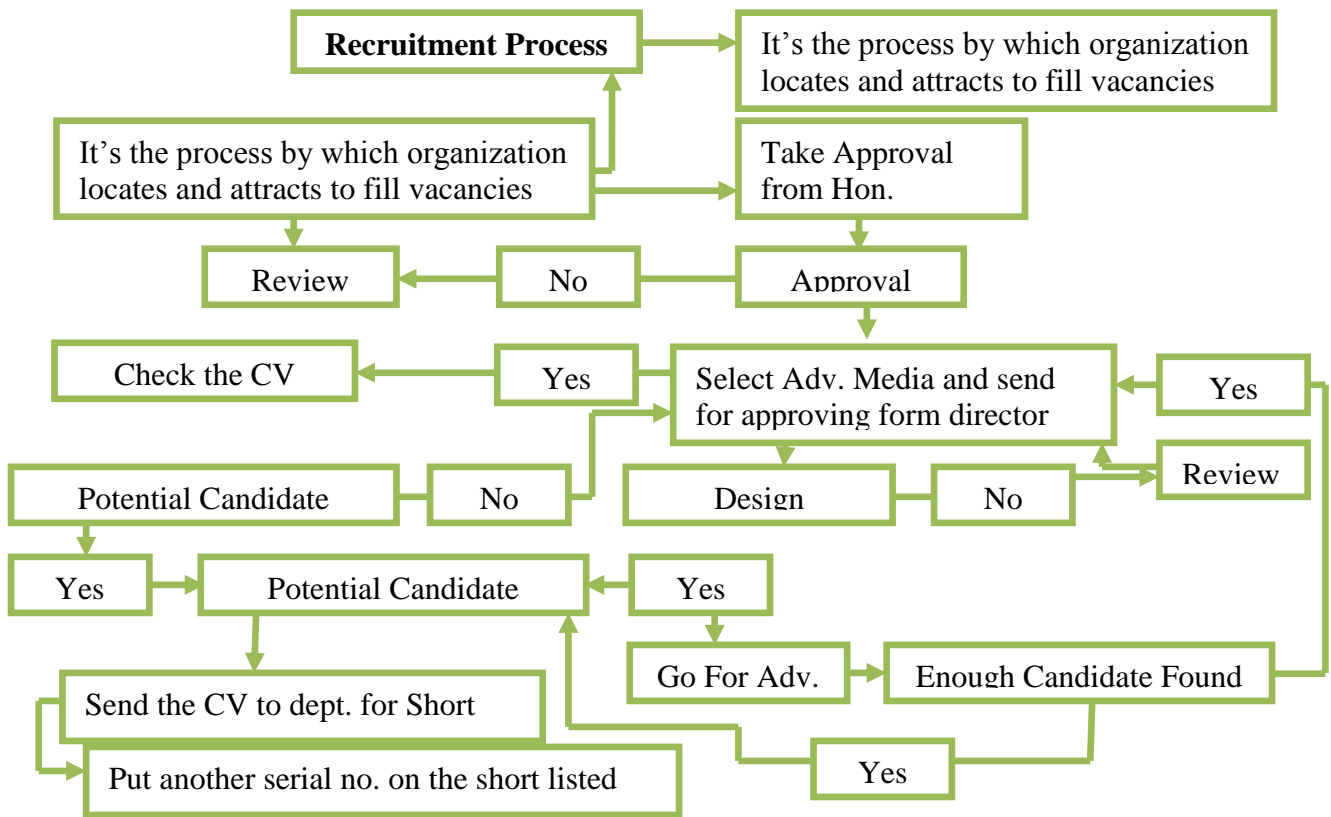 Recruitment Process
It's the process by which organization
locates and attracts to fill vacancies
It's the process by which organization
locates and attracts to fill vacancies
Take Approval
from Hon.
Review
No
Approval
Check the CV
Yes
Select Adv. Media and send
for approving form director
Yes
Potential Candidate
No
Design
No
Review
Yes
Potential Candidate
Yes
Go For Adv.
Enough Candidate Found
Send the CV to dept. for Short
Put another serial no. on the short listed
Yes